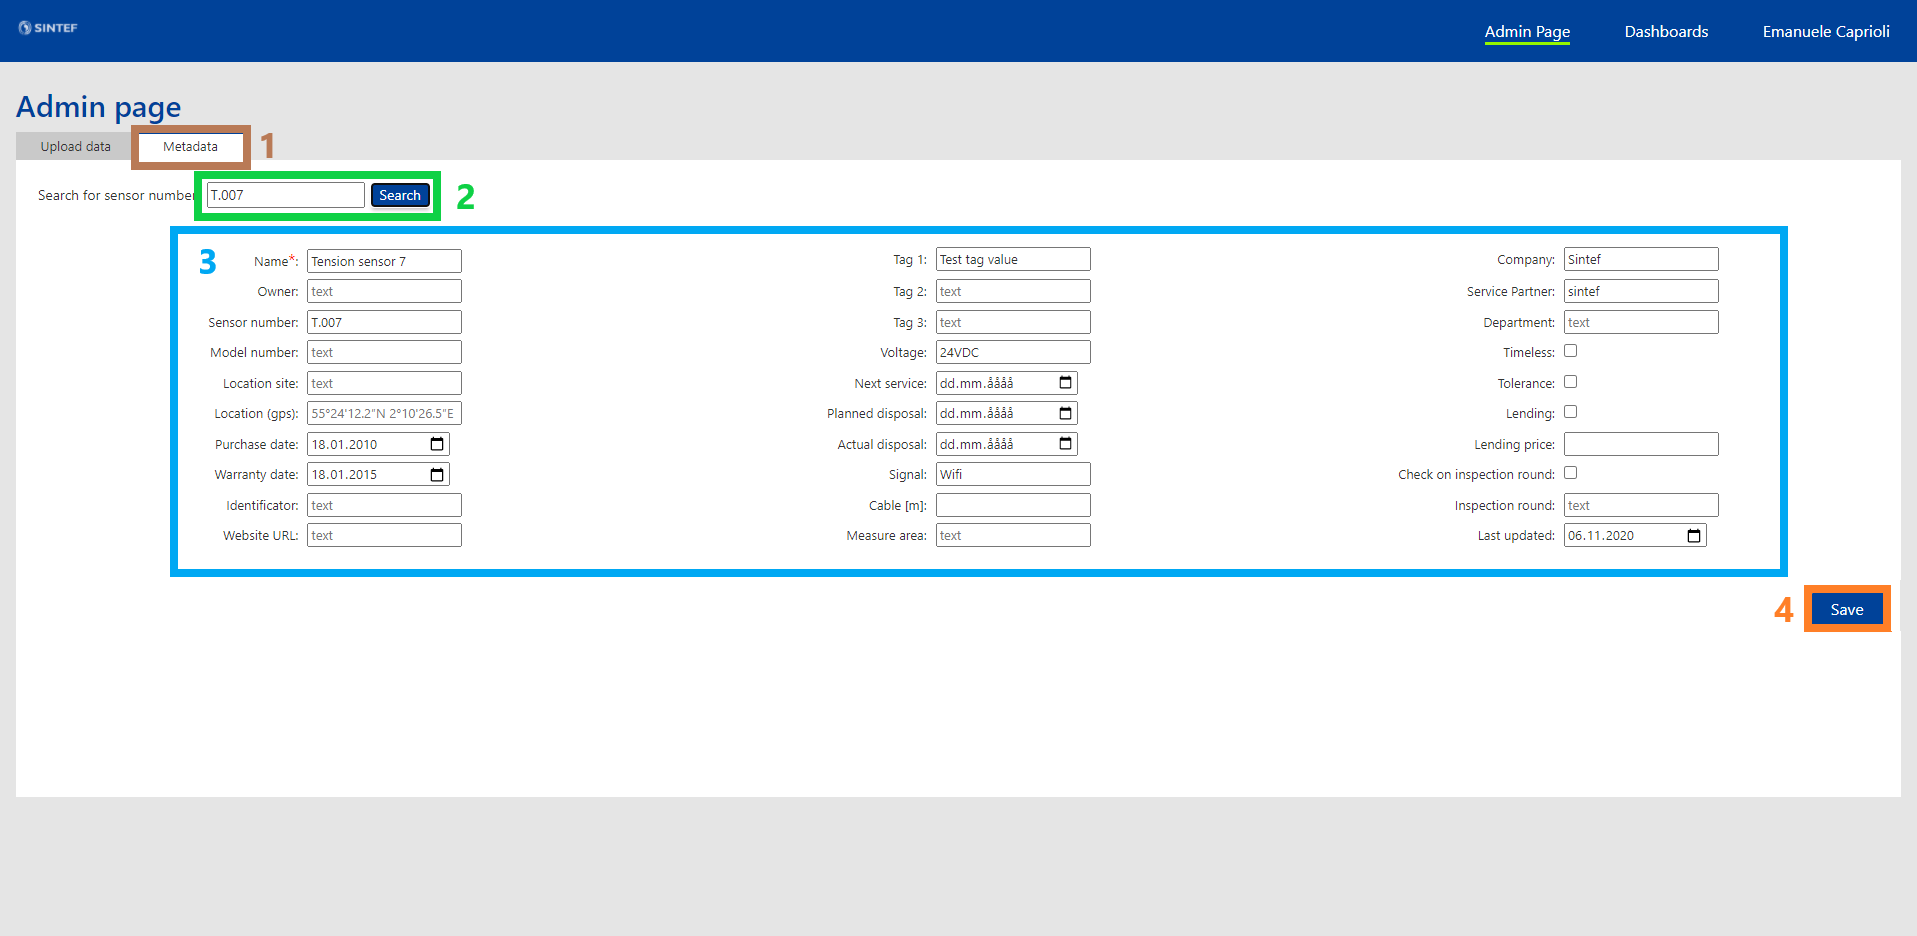 SINTEF
Admin Page Dashboards Emanuele Caprioli
Admin page
Upload data Metadata 1
Search for sensor number T.007 Search 2
3
Name*: Tension sensor 7 Tag 1: Test tag value Company: Sintef
Owner: text Tag 2: text Service Partner: sintef
Sensor number: T.007 Tag 3: text Department: text
Model number: text Voltage: 24VDC Timeless:
Location site: text Next service: dd.mm.åååå Tolerance:
Location (gps): 55°24'12.2"N 2°10'26.5"E Planned disposal: dd.mm.åååå Lending:
Purchase date: 18.01.2010 Actual disposal: dd.mm.åååå Lending price:
Warranty date: 18.01.2015 Signal: Wifi Check on inspection round:
Identificator: text Cable [m]: Inspection round: text
Website URL: text Measure area: text Last updated: 06.11.2020
4 Save